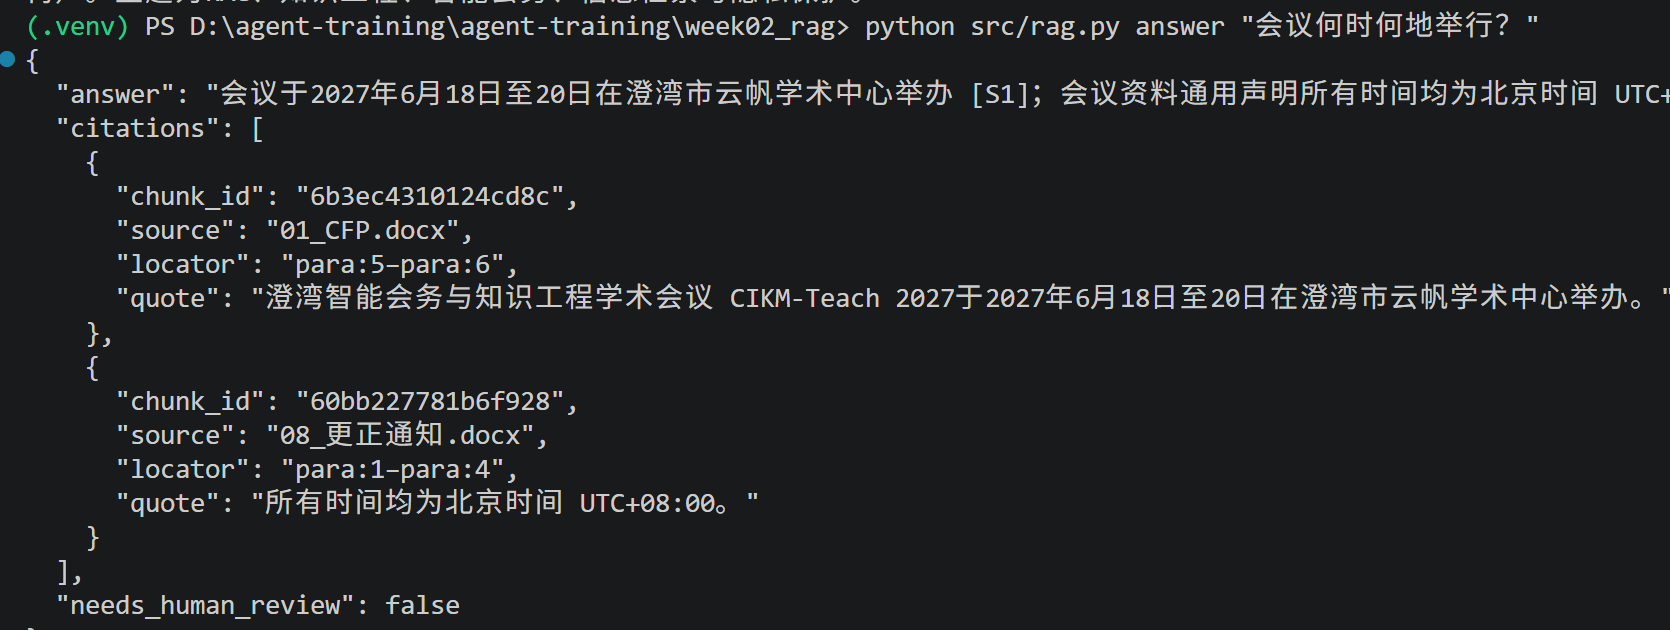 (.venv) PS D:\agent-training\agent-training\week02_rag> python src/rag.py answer "会议何时何地举行？"
{
  "answer": "会议于2027年6月18日至20日在澄湾市云帆学术中心举办 [S1]；会议资料通用声明所有时间均为北京时间 UTC+
  "citations": [
    {
      "chunk_id": "6b3ec4310124cd8c",
      "source": "01_CFP.docx",
      "locator": "para:5–para:6",
      "quote": "澄湾智能会务与知识工程学术会议 CIKM-Teach 2027于2027年6月18日至20日在澄湾市云帆学术中心举办。"
    },
    {
      "chunk_id": "60bb227781b6f928",
      "source": "08_更正通知.docx",
      "locator": "para:1–para:4",
      "quote": "所有时间均为北京时间 UTC+08:00。"
    }
  ],
  "needs_human_review": false